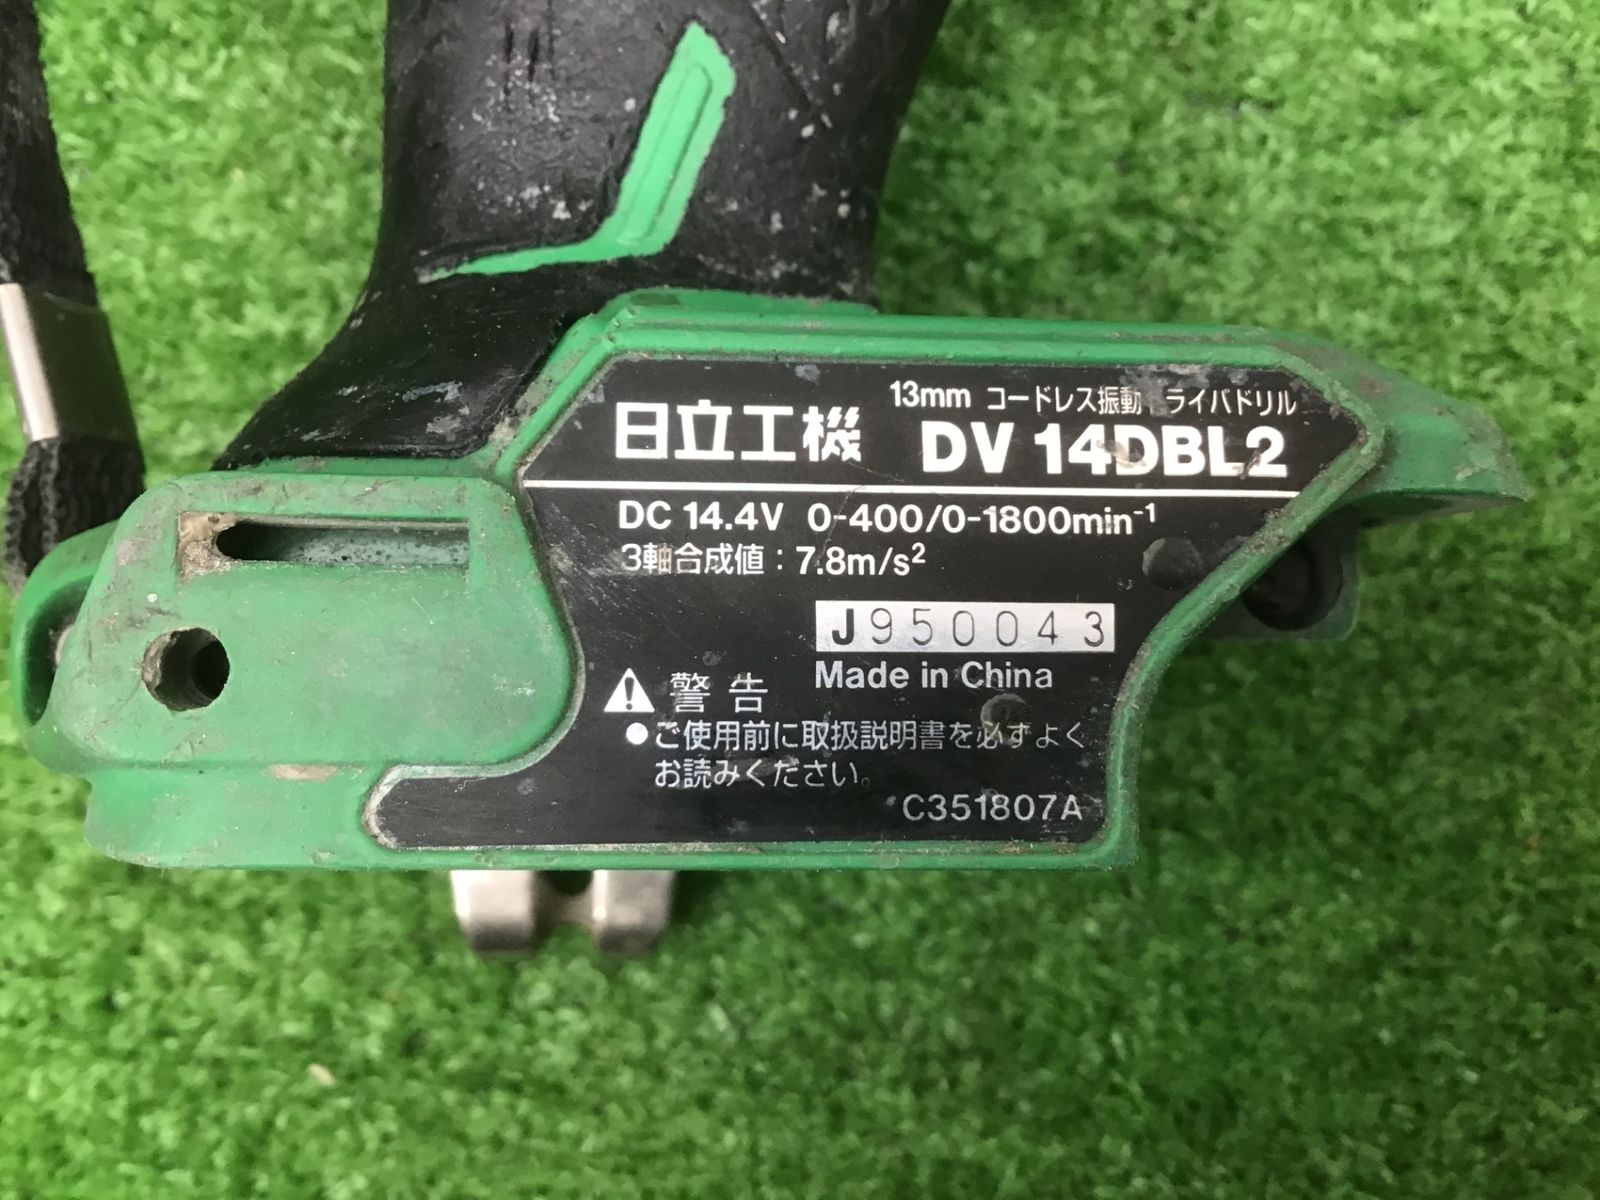 13mm コードレス振動 ライバドリル
日立工機 DV 14DBL2
DC 14.4V 0-400/0-1800min⁻¹
3軸合成値：7.8m/s²
J950043
Made in China
警告
●ご使用前に取扱説明書を必ずよく
お読みください。
C351807A